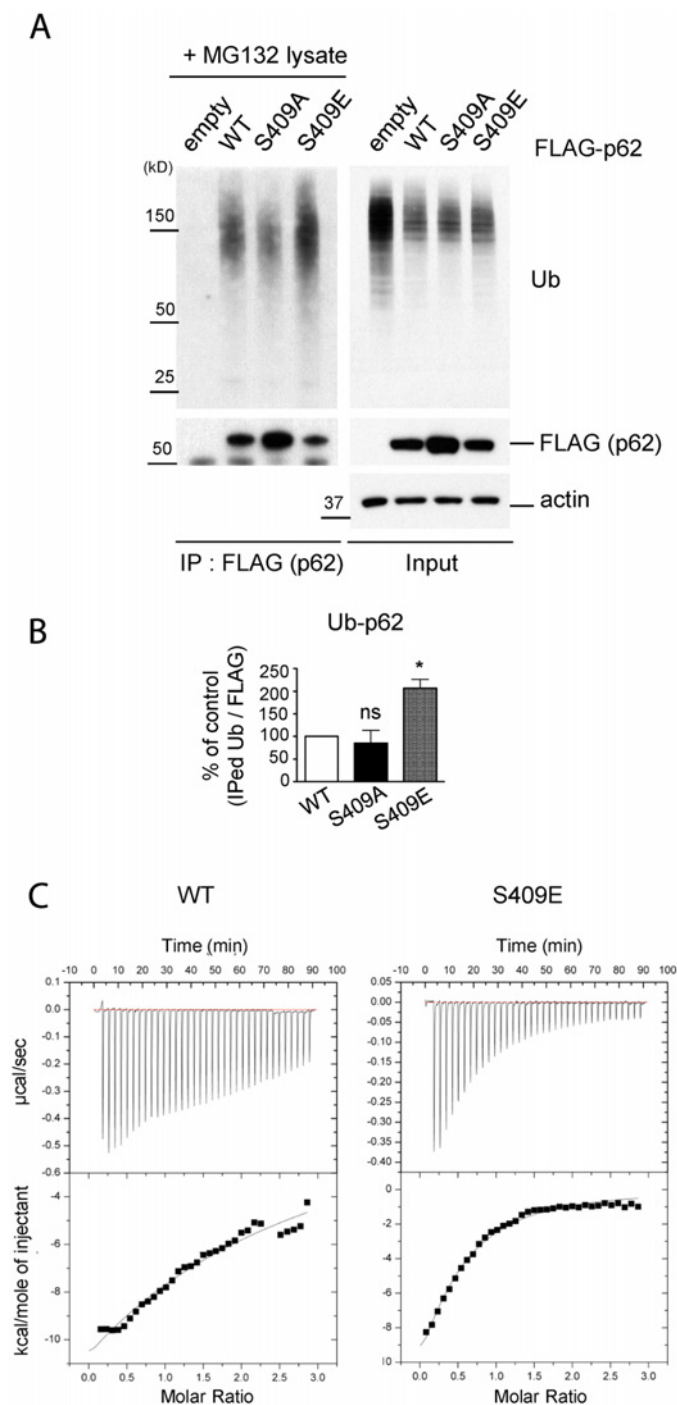 A
+ MG132 lysate
empty WT S409A S409E empty WT S409A S409E FLAG-p62
(kD)
150
50
25
Ub
50
FLAG (p62)
37
actin
IP : FLAG (p62) Input
B
Ub-p62
% of control
(IPed Ub / FLAG)
250
200
150
100
50
0
ns
*
WT S409A S409E
C
WT S409E
Time (min) Time (min)
-10 0 10 20 30 40 50 60 70 80 90 100 -10 0 10 20 30 40 50 60 70 80 90 100
µcal/sec
0.1
0.0
-0.1
-0.2
-0.3
-0.4
-0.5
-0.6
0.05
0.00
-0.05
-0.10
-0.15
-0.20
-0.25
-0.30
-0.35
-0.40
kcal/mole of injectant
-4
-6
-8
-10
0
-2
-4
-6
-8
10
0.0 0.5 1.0 1.5 2.0 2.5 3.0 0.0 0.5 1.0 1.5 2.0 2.5 3.0
Molar Ratio Molar Ratio